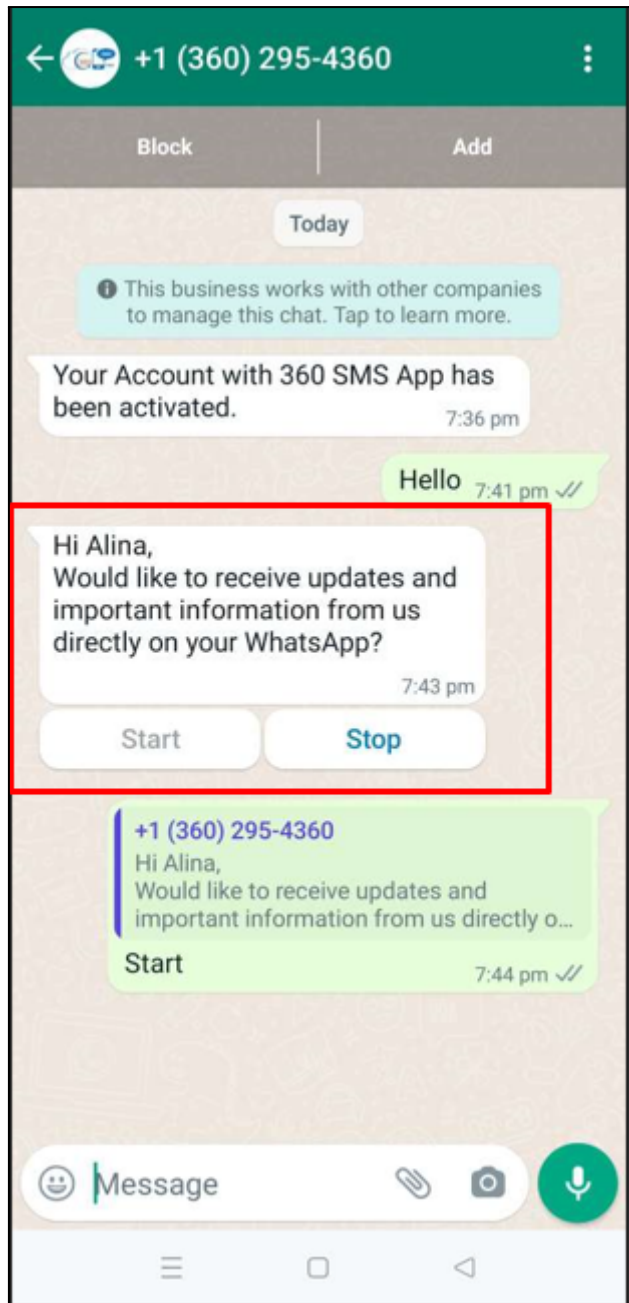 +1 (360) 295-4360
Block Add
Today
This business works with other companies
to manage this chat. Tap to learn more.
Your Account with 360 SMS App has
been activated.
7:36 pm
Hello 7:41 pm
Hi Alina,
Would like to receive updates and
important information from us
directly on your WhatsApp?
7:43 pm
Start Stop
+1 (360) 295-4360
Hi Alina,
Would like to receive updates and
important information from us directly o...
Start
7:44 pm
Message